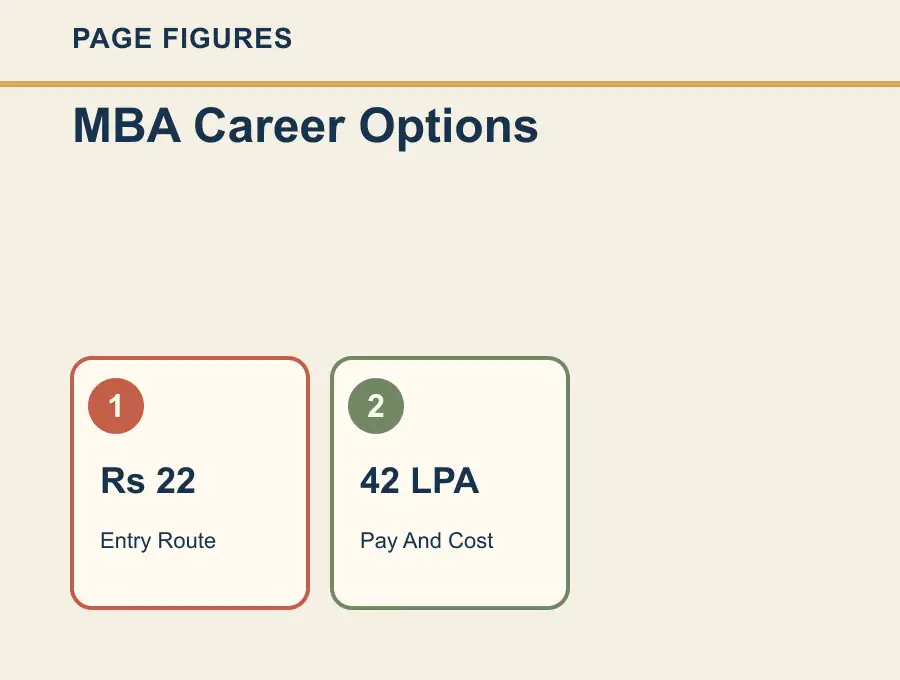 PAGE FIGURES
MBA Career Options
1
Rs 22
Entry Route
2
42 LPA
Pay And Cost